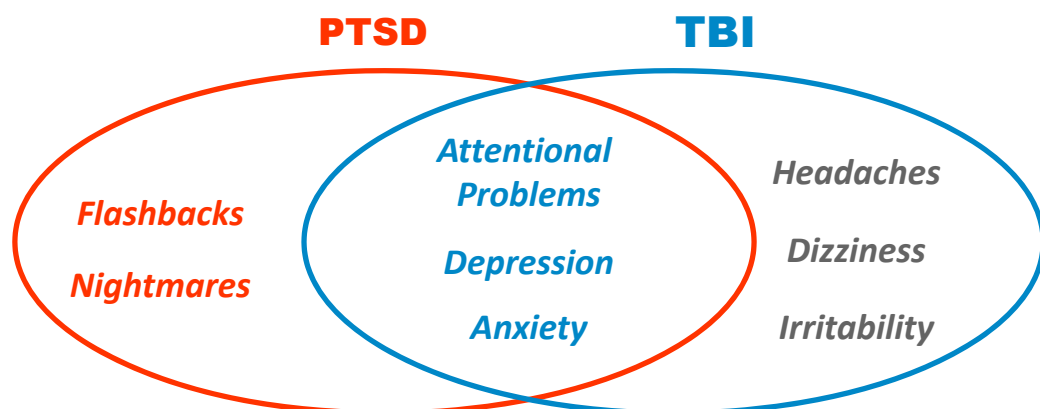 PTSD
TBI
Flashbacks
Nightmares
Attentional
Problems
Depression
Anxiety
Headaches
Dizziness
Irritability